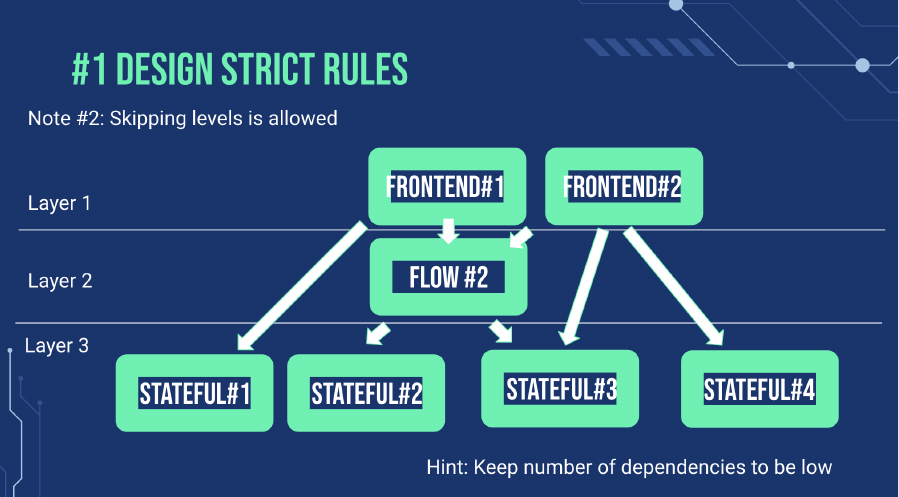 #1 DESIGN STRICT RULES
Note #2: Skipping levels is allowed
Layer 1
FRONTEND#1
FRONTEND#2
Layer 2
FLOW #2
Layer 3
STATEFUL#1
STATEFUL#2
STATEFUL#3
STATEFUL#4
Hint: Keep number of dependencies to be low